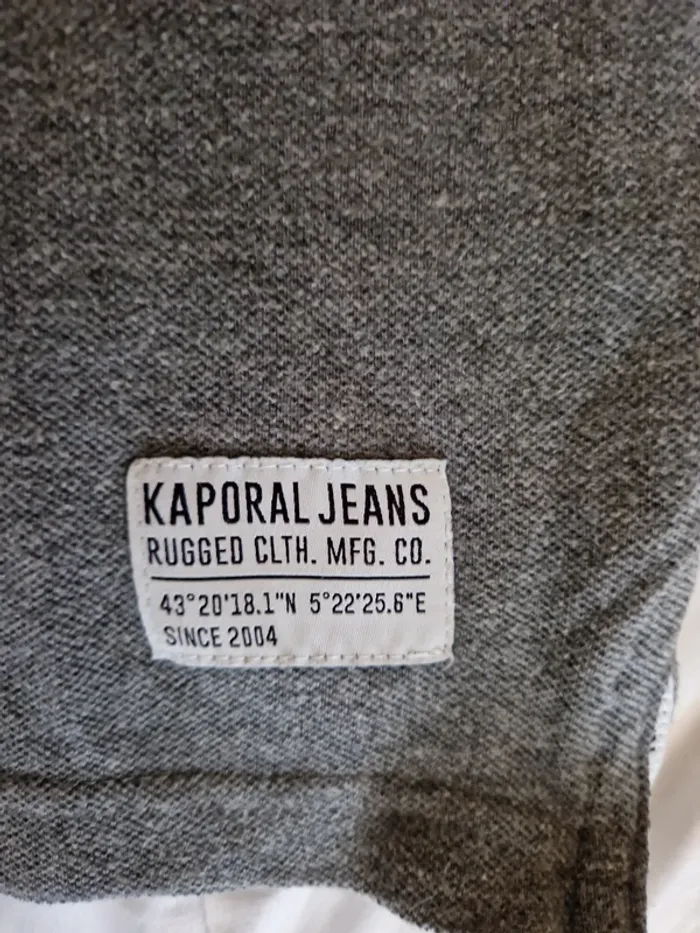 KAPORAL JEANS
RUGGED CLTH. MFG. CO.
43°20'18.1"N 5°22'25.6"E
SINCE 2004